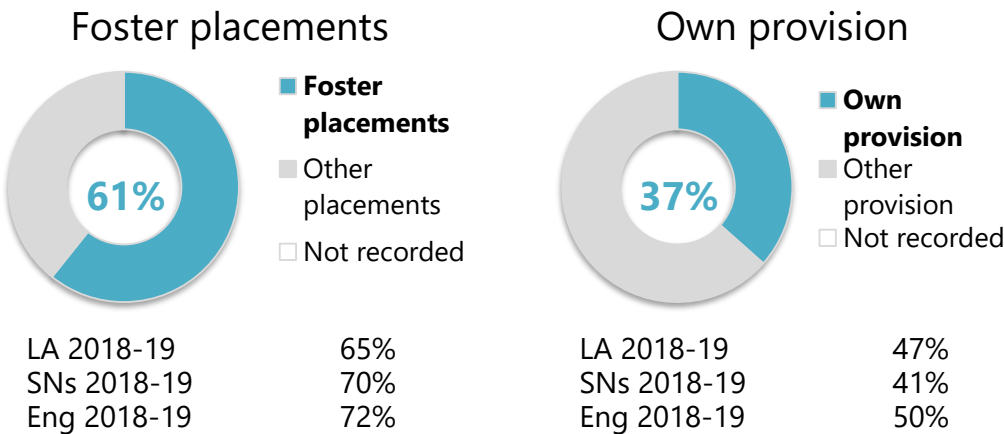 Foster placements
61%
Foster
placements
Other
placements
Not recorded
LA 2018-19 65%
SNs 2018-19 70%
Eng 2018-19 72%
Own provision
37%
Own
provision
Other
provision
Not recorded
LA 2018-19 47%
SNs 2018-19 41%
Eng 2018-19 50%